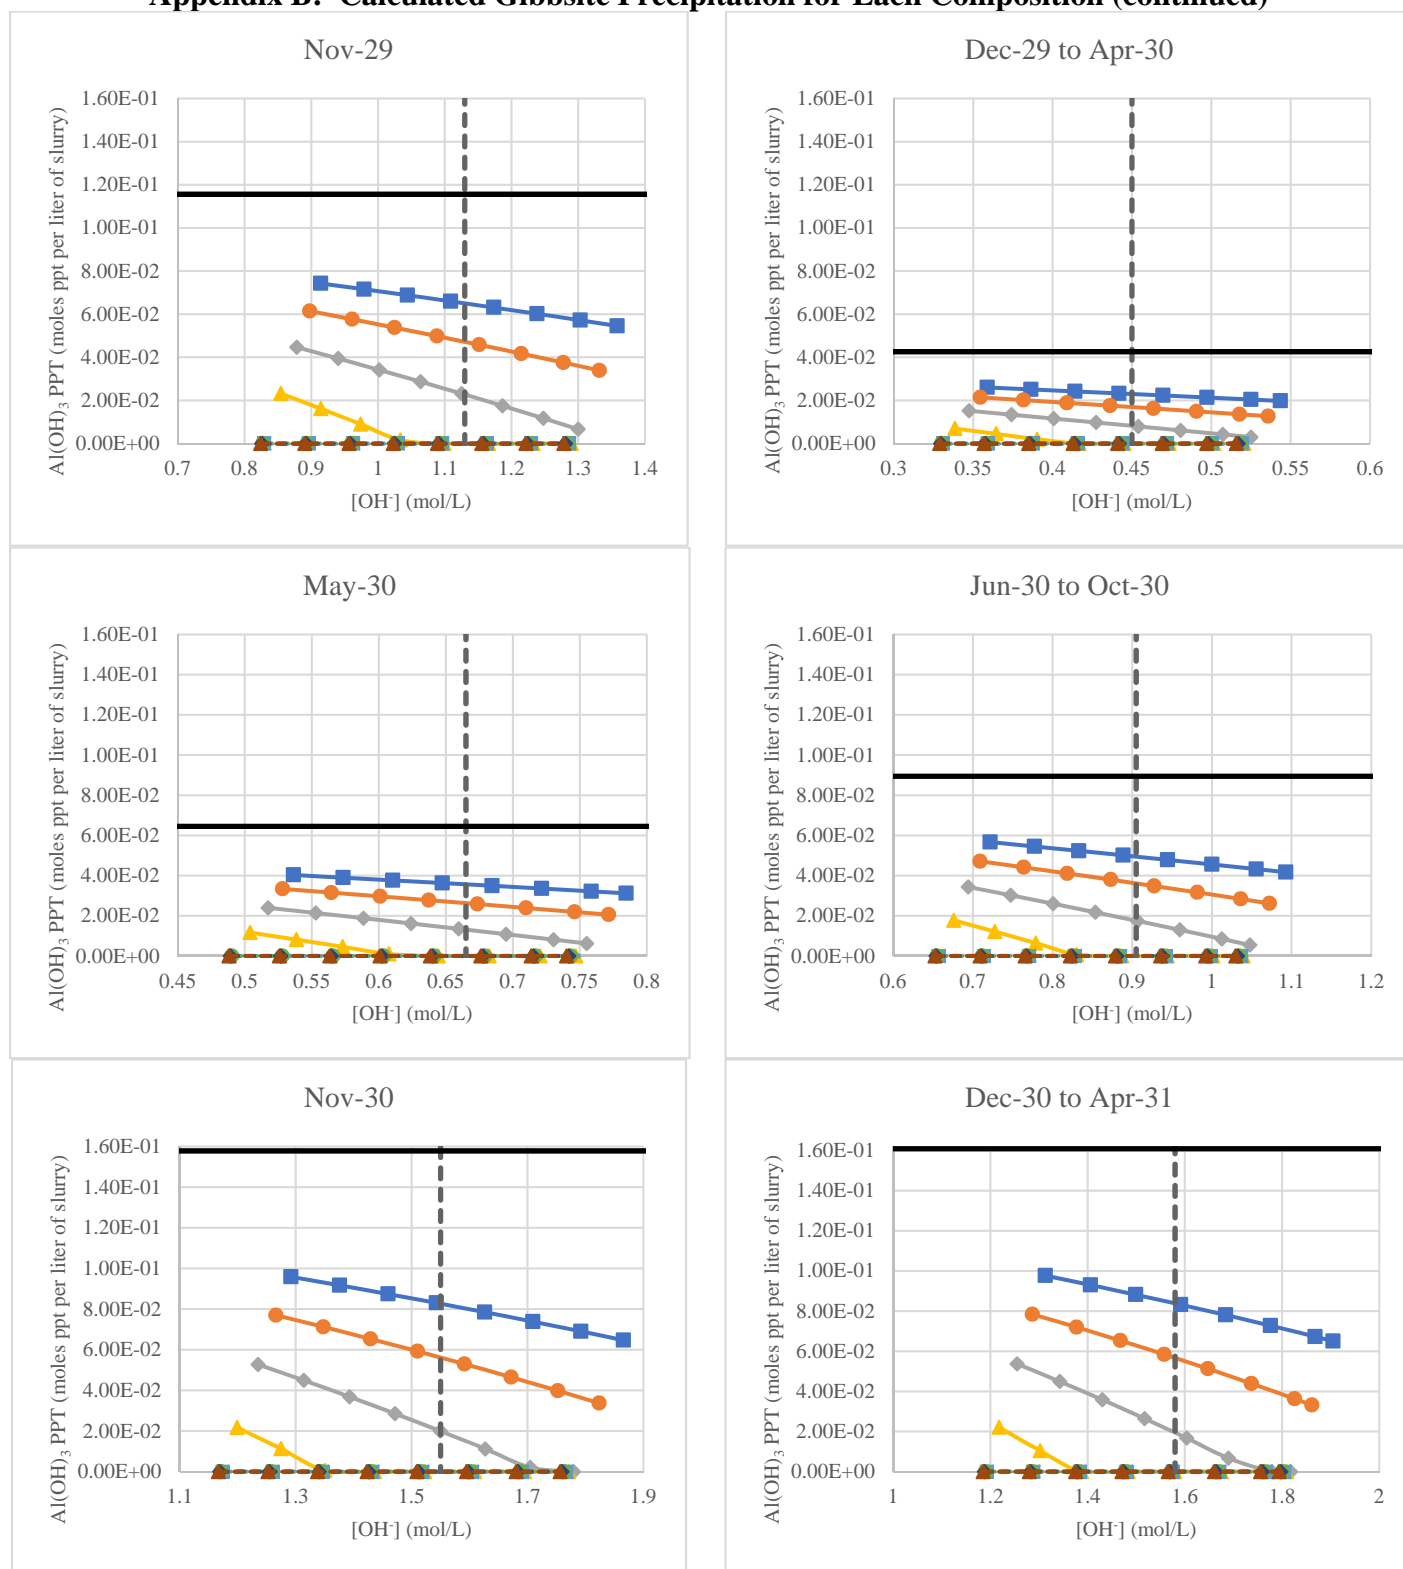 Appendix B: Calculated Gibbsite Precipitation for Each Composition (continued)
Nov-29
Al(OH)₃ PPT (moles ppt per liter of slurry)
1.60E-01
1.40E-01
1.20E-01
1.00E-01
8.00E-02
6.00E-02
4.00E-02
2.00E-02
0.00E+00
0.7 0.8 0.9 1 1.1 1.2 1.3 1.4
[OH⁻] (mol/L)
Dec-29 to Apr-30
Al(OH)₃ PPT (moles ppt per liter of slurry)
1.60E-01
1.40E-01
1.20E-01
1.00E-01
8.00E-02
6.00E-02
4.00E-02
2.00E-02
0.00E+00
0.3 0.35 0.4 0.45 0.5 0.55 0.6
[OH⁻] (mol/L)
May-30
Al(OH)₃ PPT (moles ppt per liter of slurry)
1.60E-01
1.40E-01
1.20E-01
1.00E-01
8.00E-02
6.00E-02
4.00E-02
2.00E-02
0.00E+00
0.45 0.5 0.55 0.6 0.65 0.7 0.75 0.8
[OH⁻] (mol/L)
Jun-30 to Oct-30
Al(OH)₃ PPT (moles ppt per liter of slurry)
1.60E-01
1.40E-01
1.20E-01
1.00E-01
8.00E-02
6.00E-02
4.00E-02
2.00E-02
0.00E+00
0.6 0.7 0.8 0.9 1 1.1 1.2
[OH⁻] (mol/L)
Nov-30
Al(OH)₃ PPT (moles ppt per liter of slurry)
1.60E-01
1.40E-01
1.20E-01
1.00E-01
8.00E-02
6.00E-02
4.00E-02
2.00E-02
0.00E+00
1.1 1.3 1.5 1.7 1.9
[OH⁻] (mol/L)
Dec-30 to Apr-31
Al(OH)₃ PPT (moles ppt per liter of slurry)
1.60E-01
1.40E-01
1.20E-01
1.00E-01
8.00E-02
6.00E-02
4.00E-02
2.00E-02
0.00E+00
1 1.2 1.4 1.6 1.8 2
[OH⁻] (mol/L)